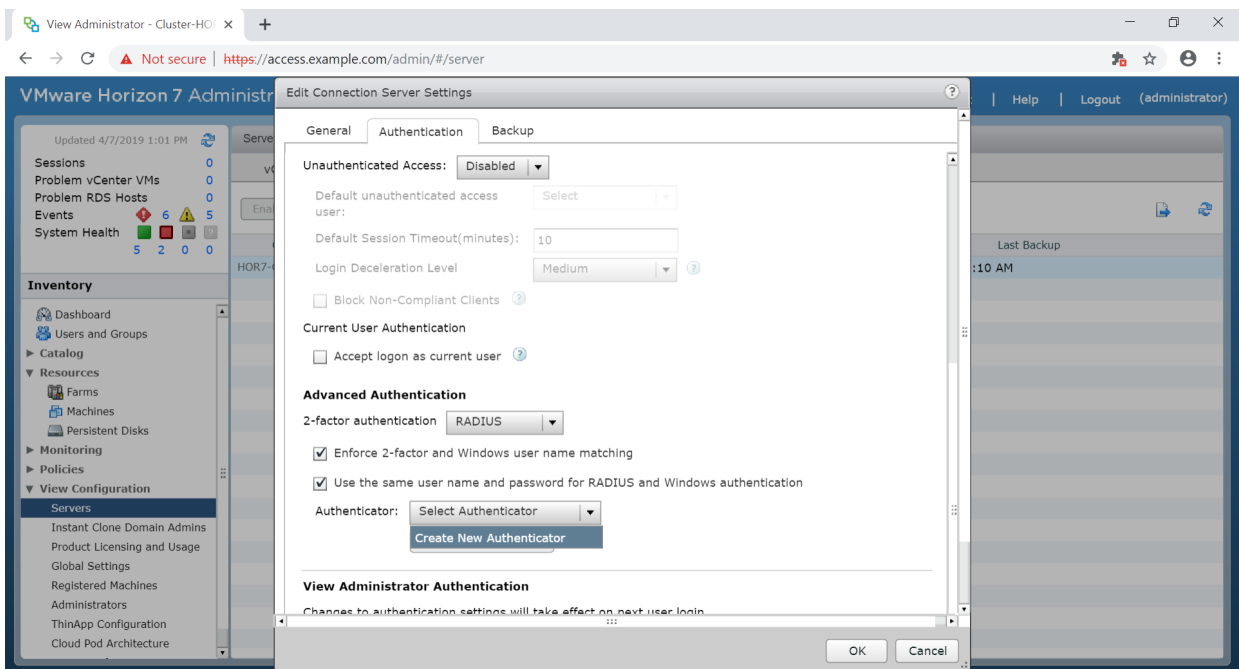 View Administrator - Cluster-HO
Not secure | https://access.example.com/admin/#/server
VMware Horizon 7 Administr
Edit Connection Server Settings
| Help | Logout (administrator)
Updated 4/7/2019 1:01 PM
Serve
General Authentication Backup
Sessions 0
Problem vCenter VMs 0
Problem RDS Hosts 0
Events 6 5
System Health
5 2 0 0
Unauthenticated Access: Disabled
Default unauthenticated access user: Select
Default Session Timeout(minutes): 10
Login Deceleration Level Medium
Block Non-Compliant Clients
Current User Authentication
Accept logon as current user
Advanced Authentication
2-factor authentication RADIUS
Enforce 2-factor and Windows user name matching
Use the same user name and password for RADIUS and Windows authentication
Authenticator: Select Authenticator
Create New Authenticator
View Administrator Authentication
Changes to authentication settings will take effect on next user login
OK Cancel
Ena
Last Backup
HOR7-
:10 AM
Inventory
Dashboard
Users and Groups
Catalog
Resources
Farms
Machines
Persistent Disks
Monitoring
Policies
View Configuration
Servers
Instant Clone Domain Admins
Product Licensing and Usage
Global Settings
Registered Machines
Administrators
ThinApp Configuration
Cloud Pod Architecture